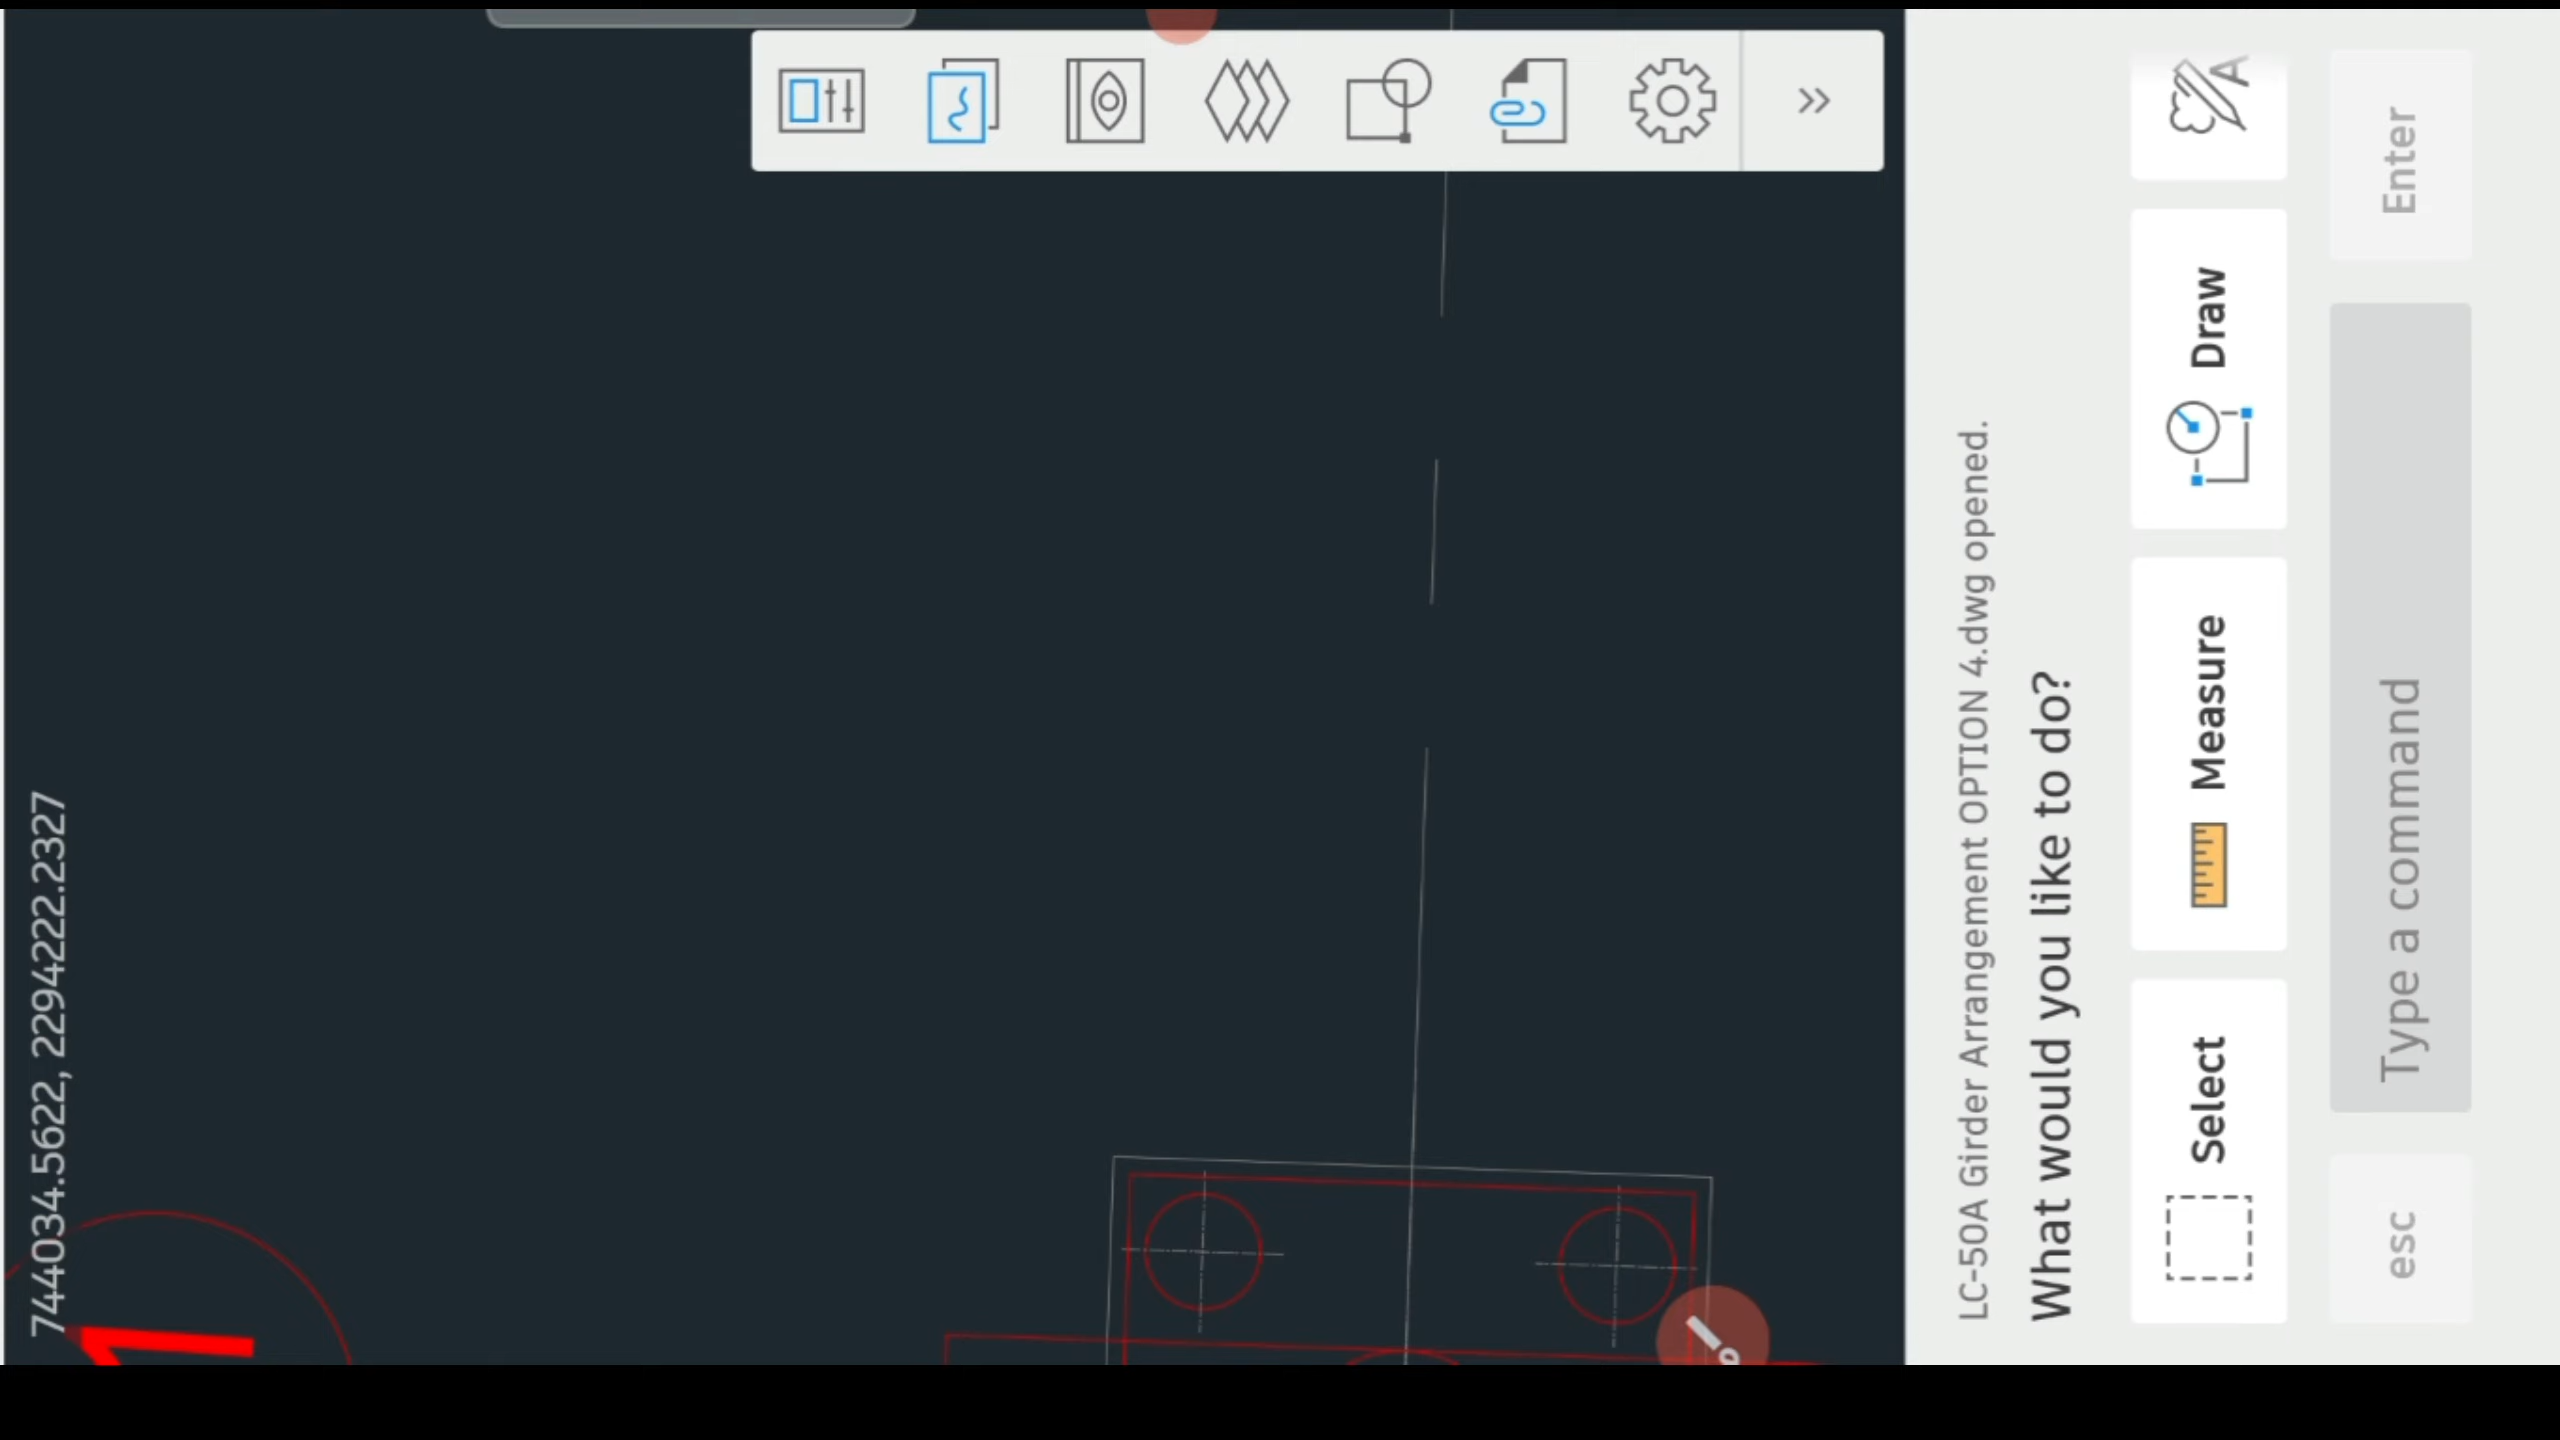 744034.5622, 2294222.2327
1
LC-50A Girder Arrangement OPTION 4.dwg opened.
What would you like to do?
Select
Measure
Draw
A
esc
Type a command
Enter